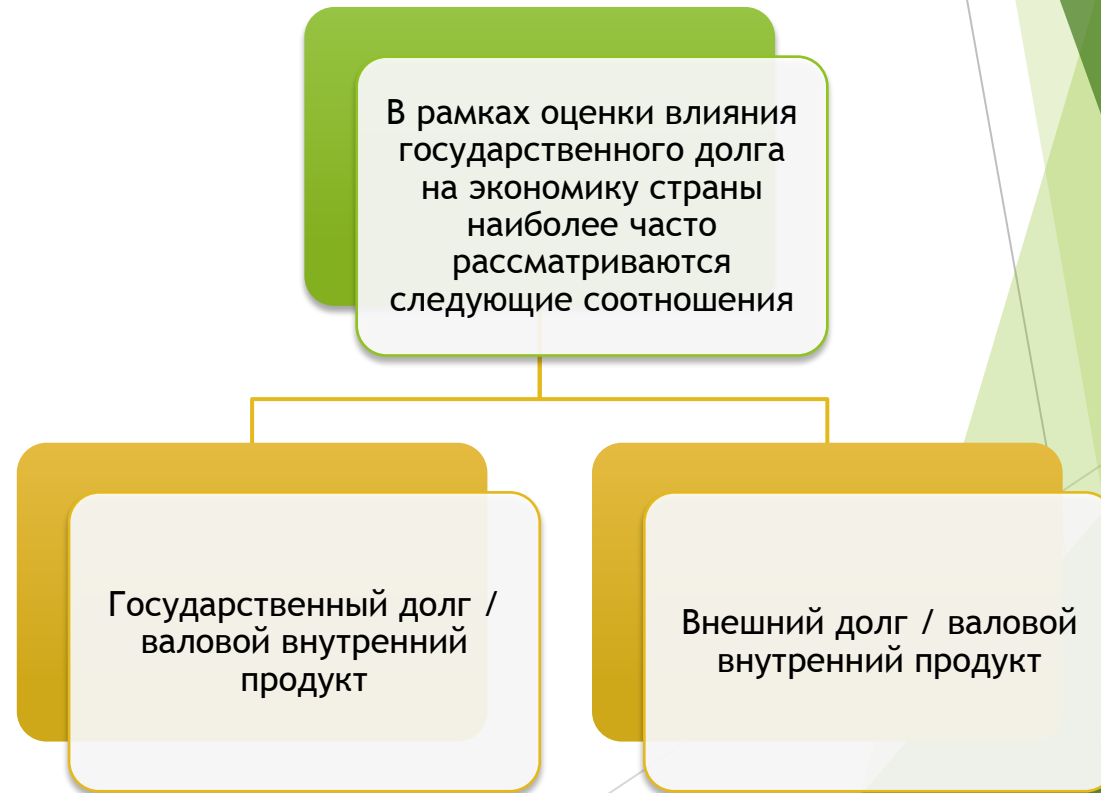 В рамках оценки влияния
государственного долга
на экономику страны
наиболее часто
рассматриваются
следующие соотношения
Государственный долг /
валовой внутренний
продукт
Внешний долг / валовой
внутренний продукт